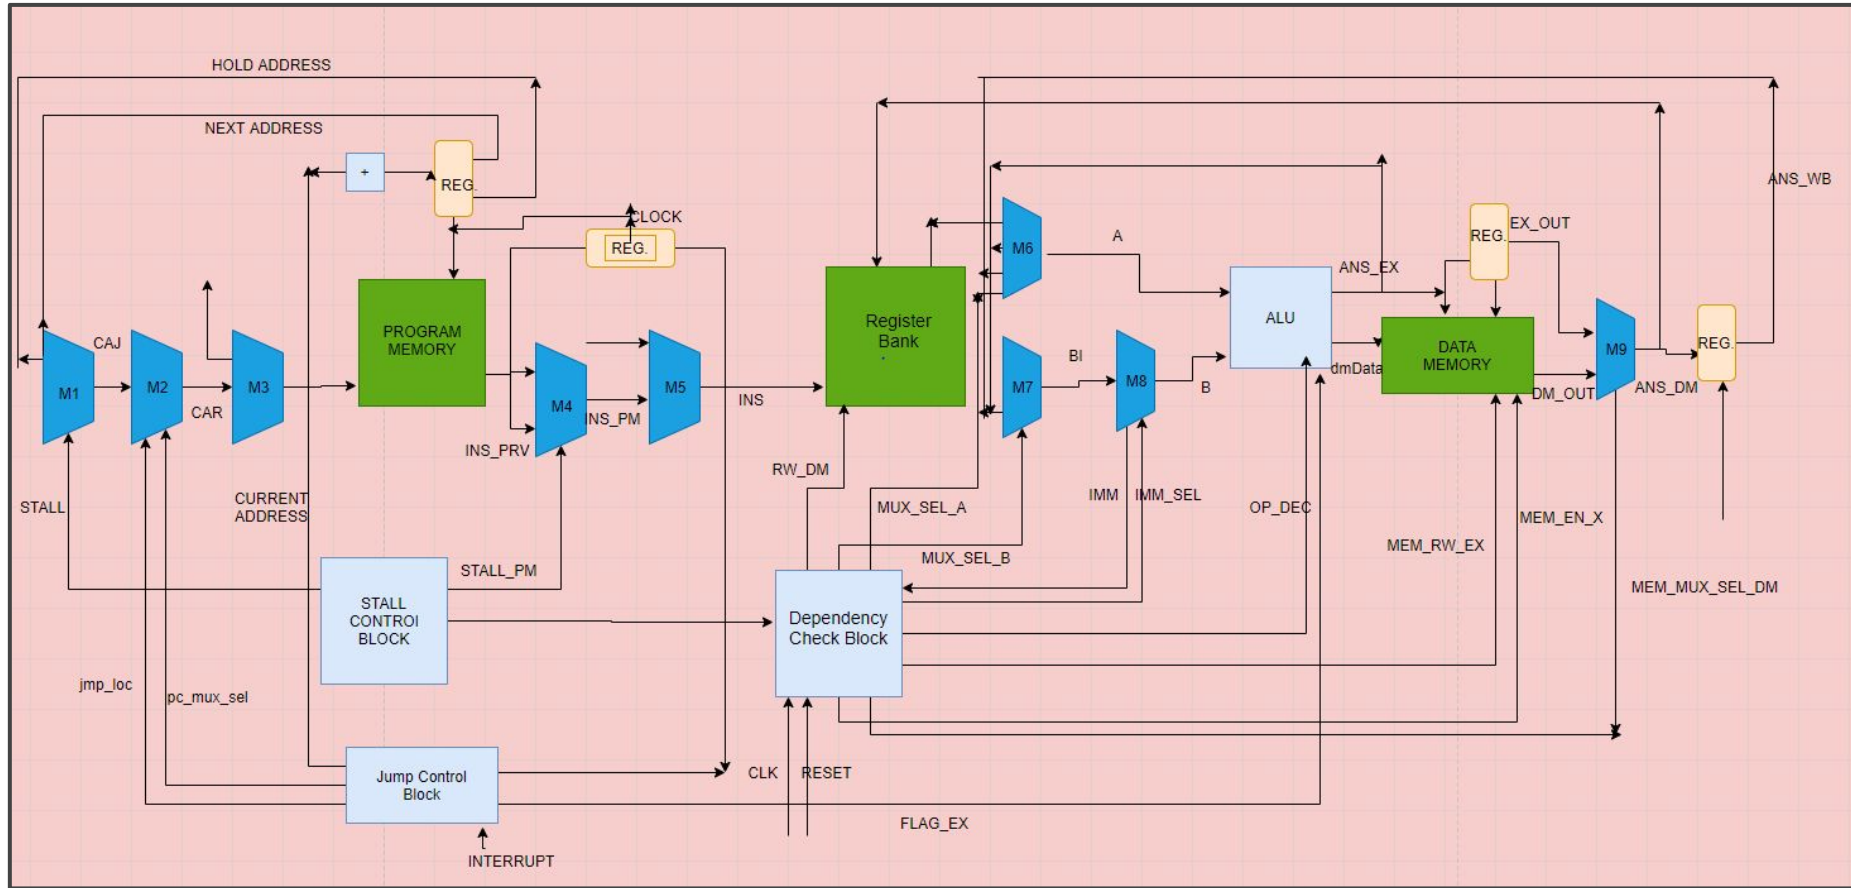 HOLD ADDRESS
NEXT ADDRESS
+
REG.
CLOCK
REG.
ANS_WB
M6
A
REG.
EX_OUT
ANS_EX
PROGRAM
MEMORY
Register
Bank
ALU
CAJ
M1
M2
M3
CAR
M4
M5
INS_PM
INS
INS_PRV
M7
BI
M8
B
dmData
DATA
MEMORY
DM_OUT
M9
ANS_DM
REG.
STALL
CURRENT
ADDRESS
RW_DM
MUX_SEL_A
IMM
IMM_SEL
OP_DEC
MEM_EN_X
MEM_RW_EX
MUX_SEL_B
STALL_PM
MEM_MUX_SEL_DM
STALL
CONTROl
BLOCK
Dependency
Check Block
jmp_loc
pc_mux_sel
Jump Control
Block
CLK
RESET
FLAG_EX
INTERRUPT